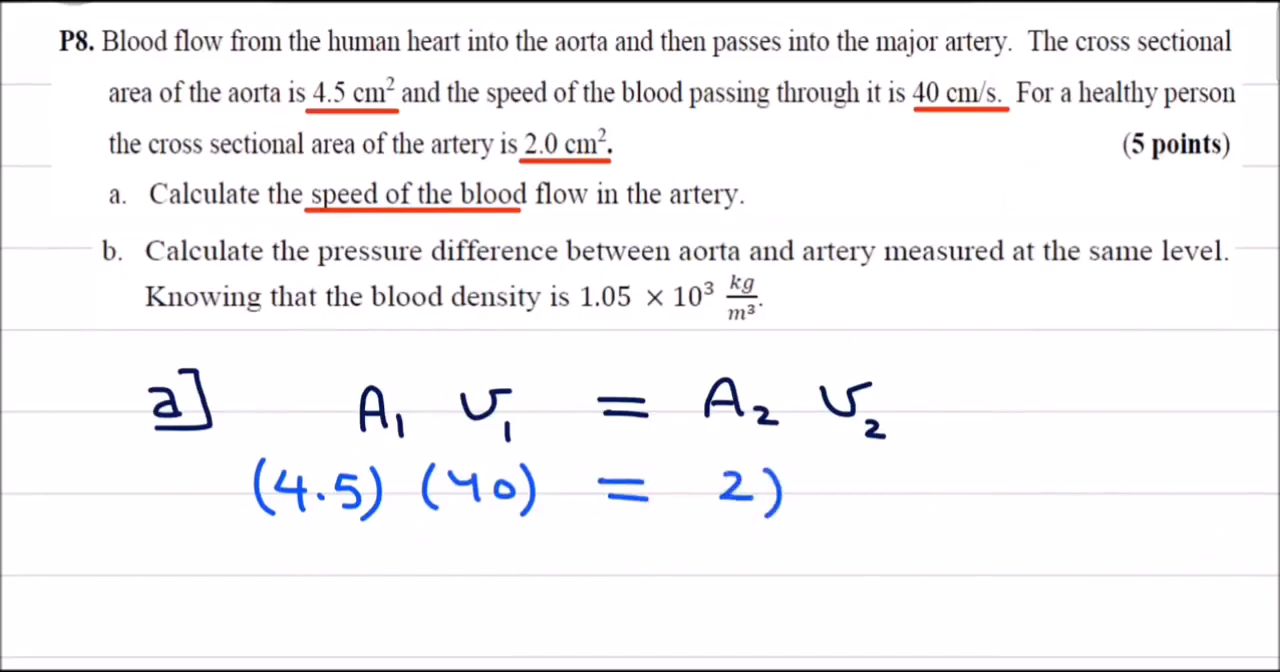 P8. Blood flow from the human heart into the aorta and then passes into the major artery. The cross sectional
area of the aorta is 4.5 cm² and the speed of the blood passing through it is 40 cm/s. For a healthy person
the cross sectional area of the artery is 2.0 cm². (5 points)
a. Calculate the speed of the blood flow in the artery.
b. Calculate the pressure difference between aorta and artery measured at the same level.
Knowing that the blood density is 1.05 × 10³ kg/m³.
a] A₁ v₁ = A₂ v₂
(4.5) (40) = 2)